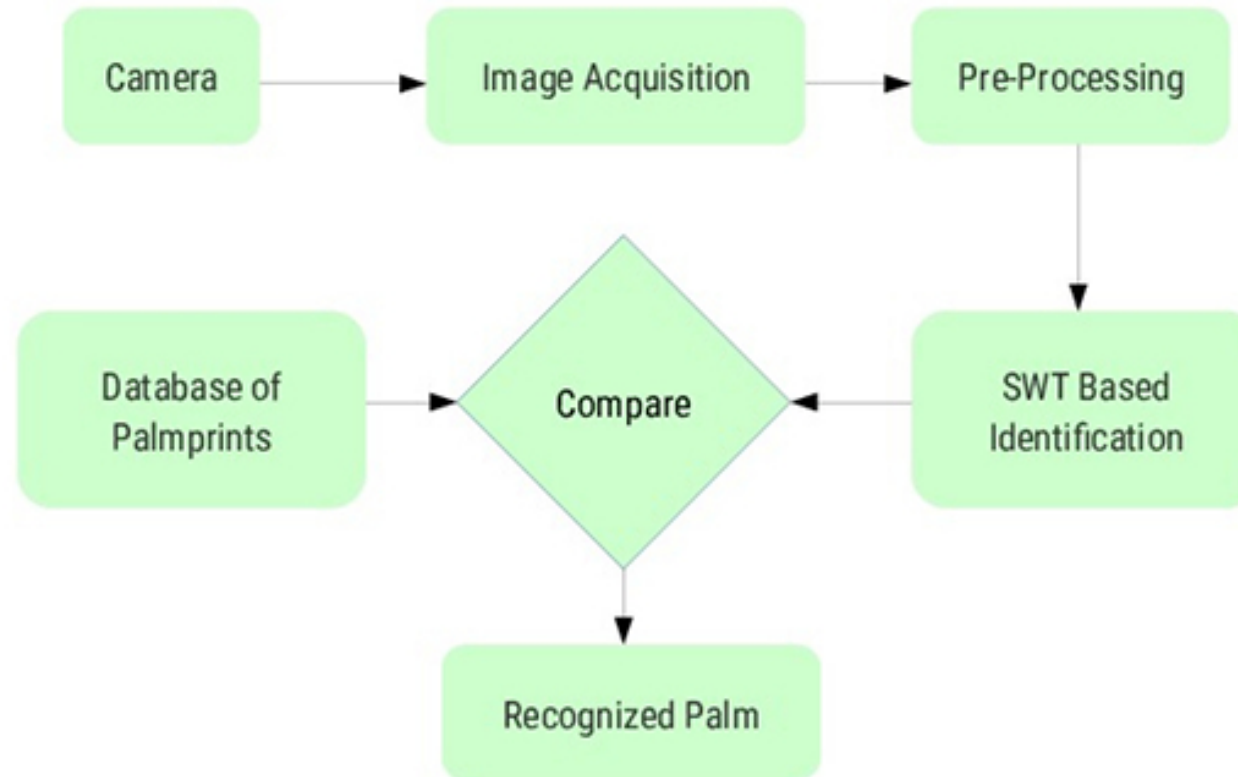 Camera
Image Acquisition
Pre-Processing
Database of
Palmprints
Compare
SWT Based
Identification
Recognized Palm